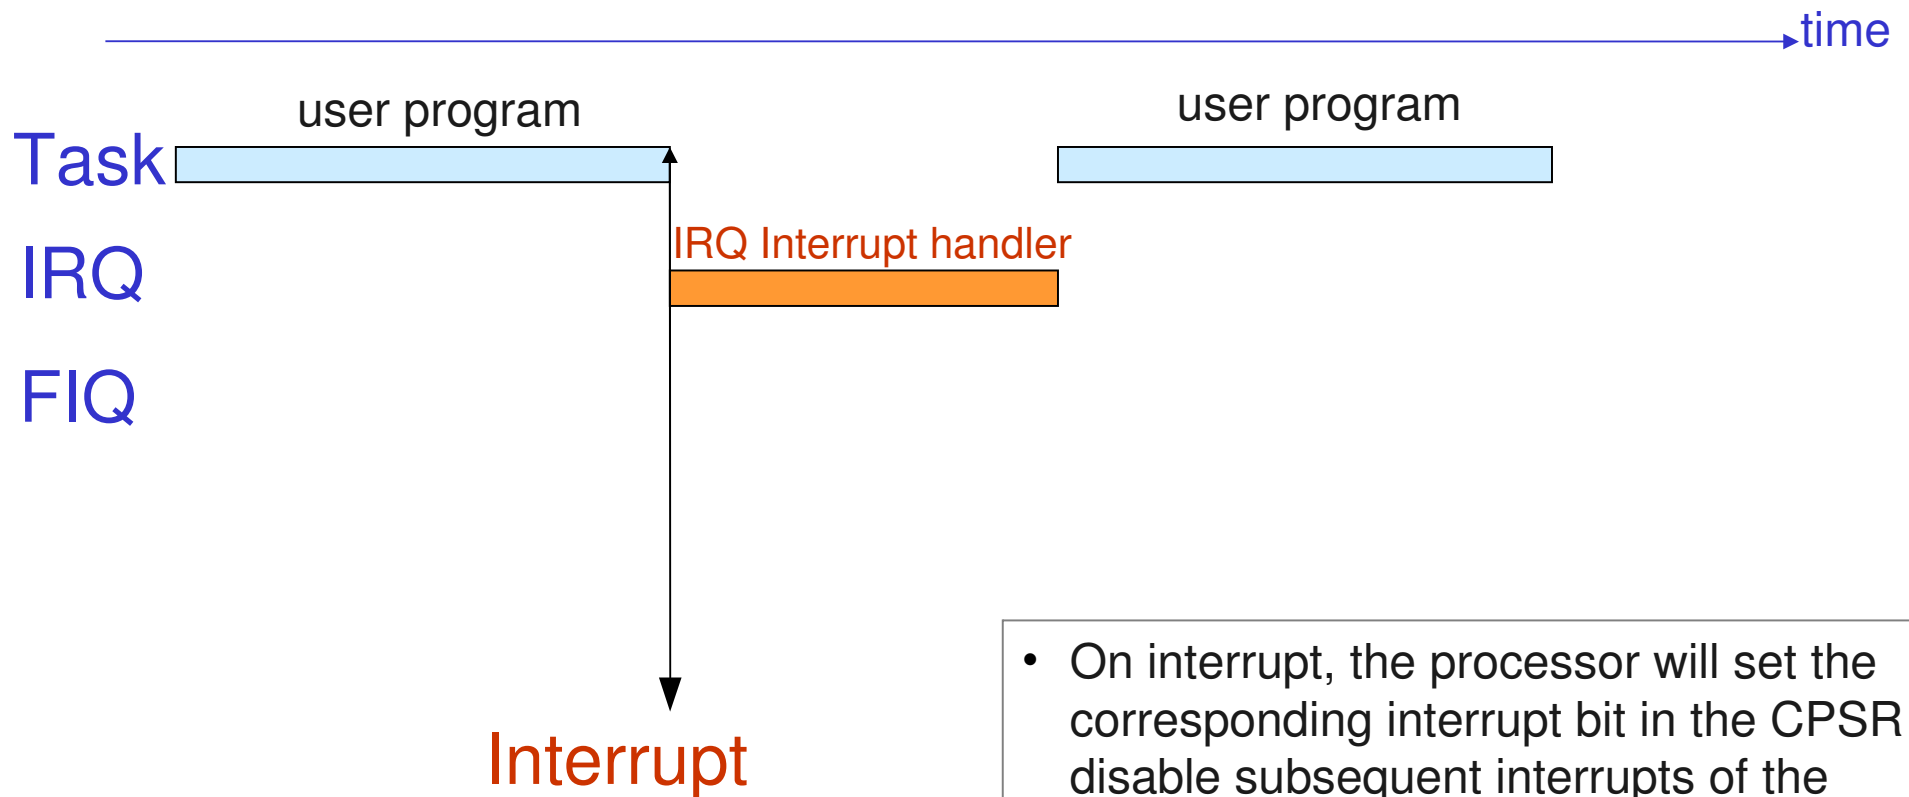 time
user program
user program
Task
IRQ Interrupt handler
IRQ
FIQ
• On interrupt, the processor will set the
corresponding interrupt bit in the CPSR
disable subsequent interrupts of the
Interrupt